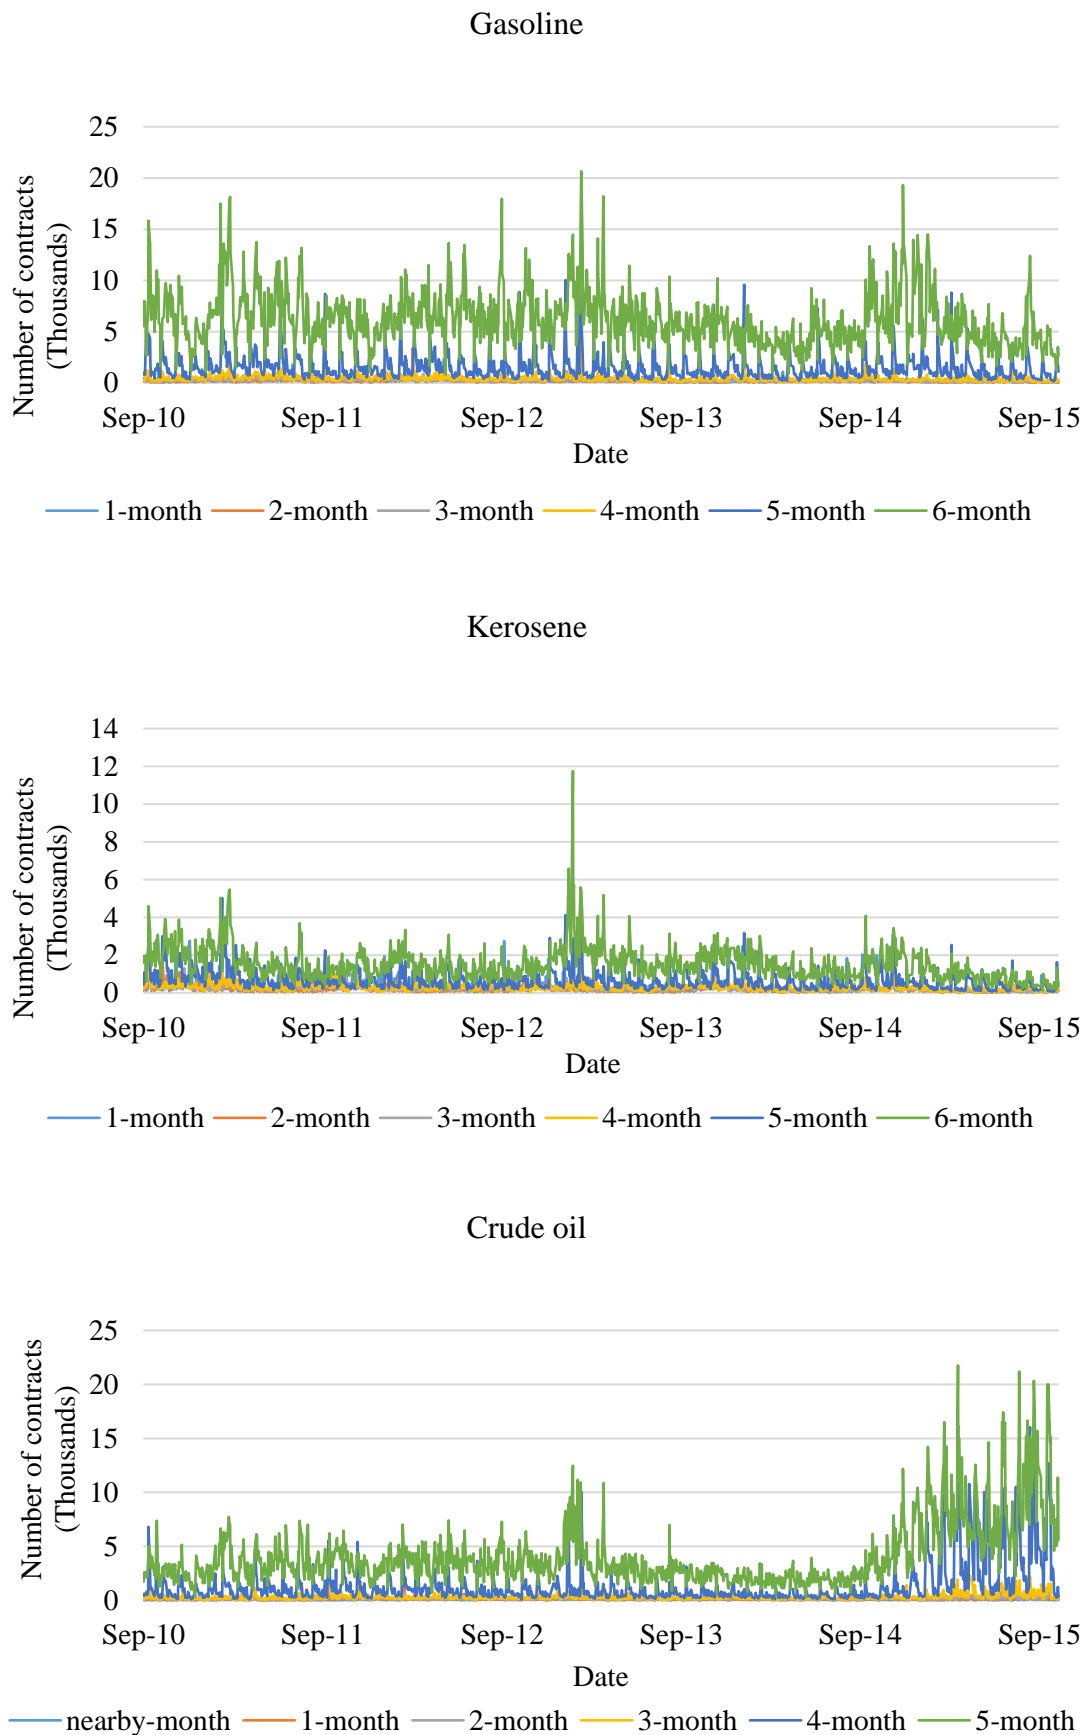 Gasoline
25
20
15
10
5
0
Number of contracts
(Thousands)
Sep-10 Sep-11 Sep-12 Sep-13 Sep-14 Sep-15
Date
1-month 2-month 3-month 4-month 5-month 6-month
Kerosene
14
12
10
8
6
4
2
0
Number of contracts
(Thousands)
Sep-10 Sep-11 Sep-12 Sep-13 Sep-14 Sep-15
Date
1-month 2-month 3-month 4-month 5-month 6-month
Crude oil
25
20
15
10
5
0
Number of contracts
(Thousands)
Sep-10 Sep-11 Sep-12 Sep-13 Sep-14 Sep-15
Date
nearby-month 1-month 2-month 3-month 4-month 5-month